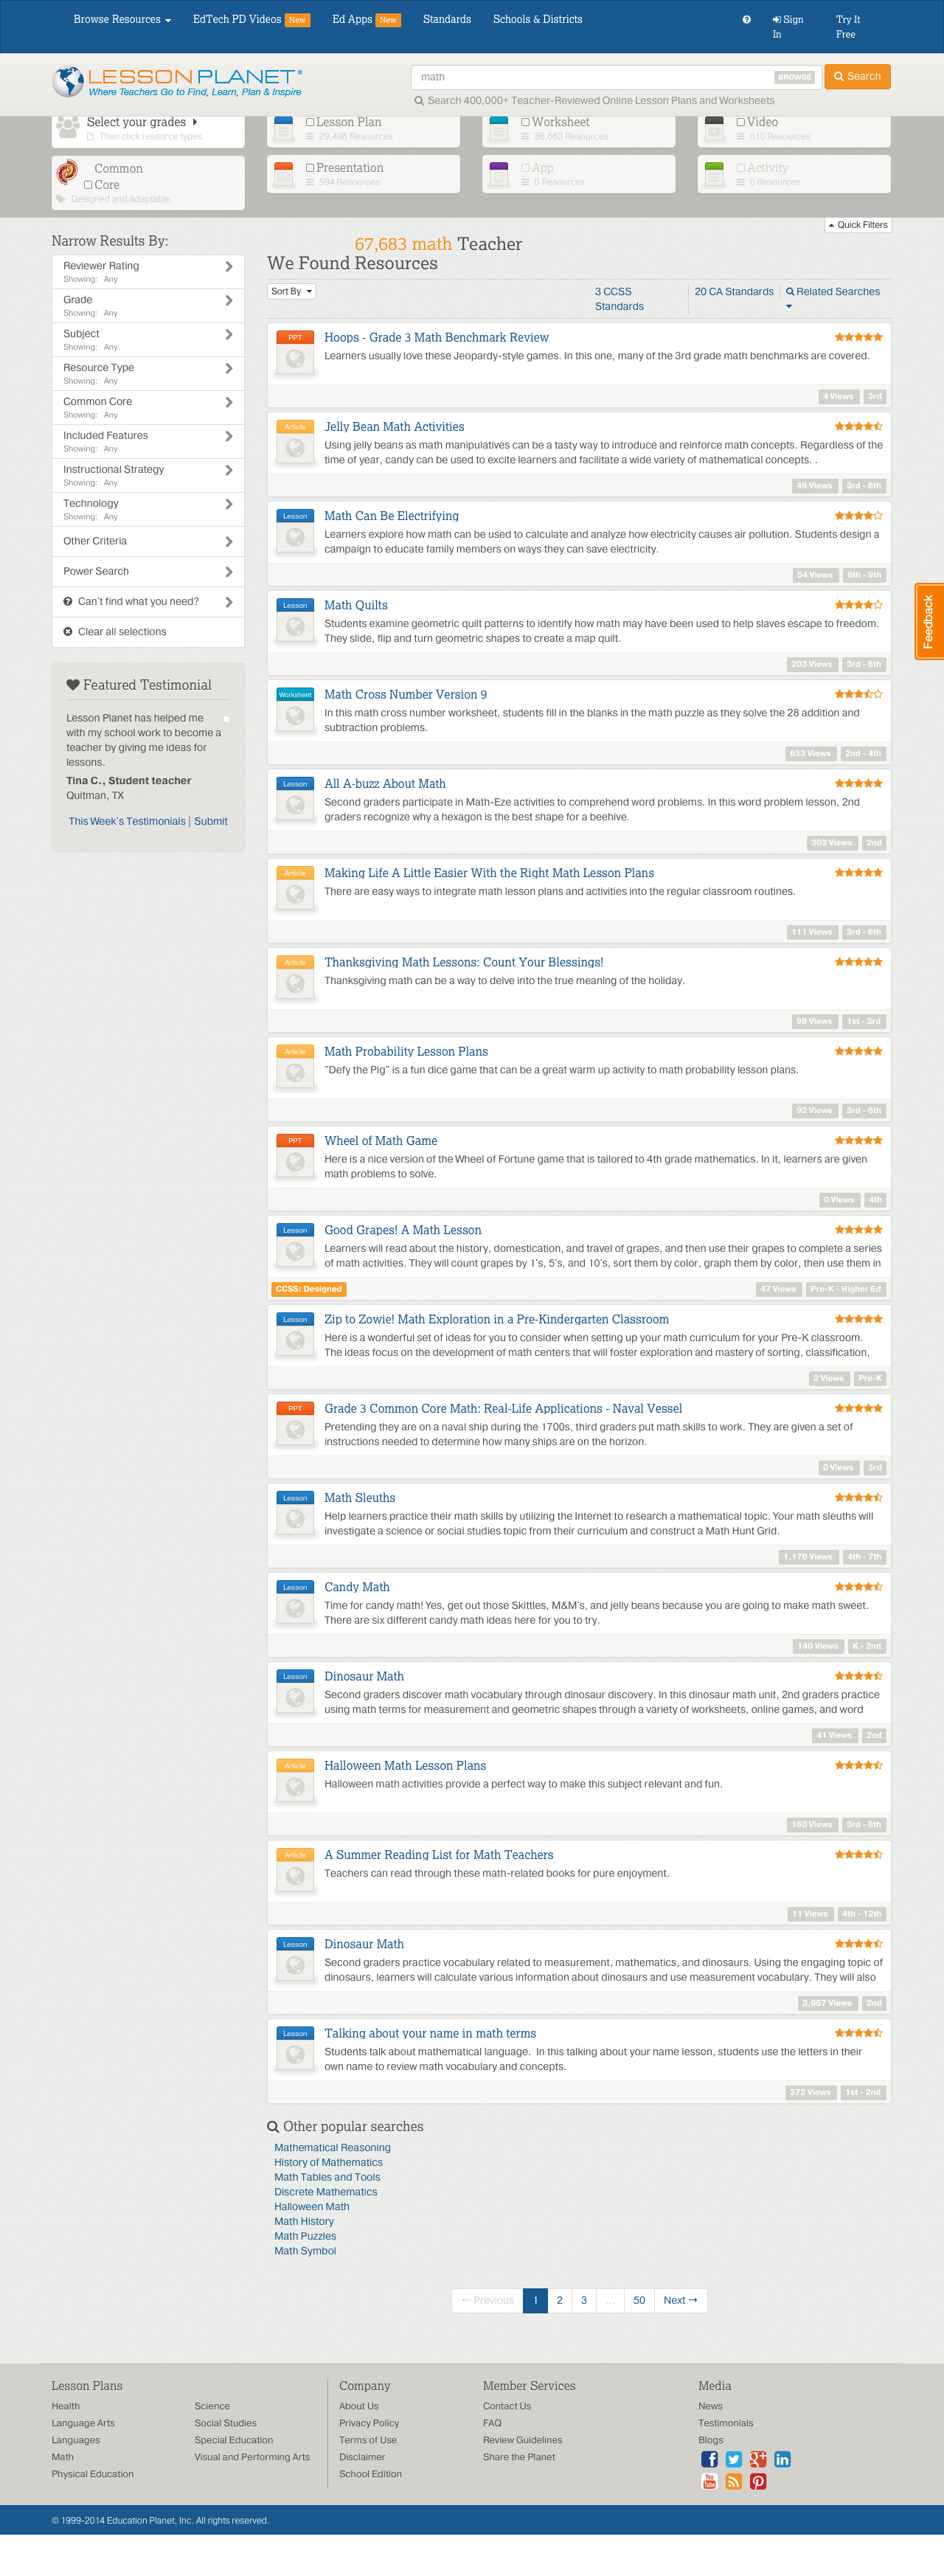 Browse Resources
EdTech PD Videos New
Ed Apps New
Standards
Schools & Districts
Sign In
Try It Free
LESSON PLANET®
Where Teachers Go to Find, Learn, Plan & Inspire
math
BROWSE
Search
Search 400,000+ Teacher-Reviewed Online Lesson Plans and Worksheets
Select your grades
Then click resource types
Lesson Plan
29,498 Resources
Worksheet
36,663 Resources
Video
610 Resources
Common Core
Designed and Adaptable
Presentation
594 Resources
App
0 Resources
Activity
0 Resources
Quick Filters
Narrow Results By:
Reviewer Rating
Showing: Any
Grade
Showing: Any
Subject
Showing: Any
Resource Type
Showing: Any
Common Core
Showing: Any
Included Features
Showing: Any
Instructional Strategy
Showing: Any
Technology
Showing: Any
Other Criteria
Power Search
Can't find what you need?
Clear all selections
Featured Testimonial
Lesson Planet has helped me
with my school work to become a
teacher by giving me ideas for
lessons.
Tina C., Student teacher
Quitman, TX
This Week's Testimonials | Submit
67,683 math Teacher
We Found Resources
Sort By
3 CCSS Standards
20 CA Standards
Related Searches
PPT
Hoops - Grade 3 Math Benchmark Review
Learners usually love these Jeopardy-style games. In this one, many of the 3rd grade math benchmarks are covered.
4 Views 3rd
Article
Jelly Bean Math Activities
Using jelly beans as math manipulatives can be a tasty way to introduce and reinforce math concepts. Regardless of the
time of year, candy can be used to excite learners and facilitate a wide variety of mathematical concepts. .
46 Views 3rd - 6th
Lesson
Math Can Be Electrifying
Learners explore how math can be used to calculate and analyze how electricity causes air pollution. Students design a
campaign to educate family members on ways they can save electricity.
54 Views 6th - 9th
Lesson
Math Quilts
Students examine geometric quilt patterns to identify how math may have been used to help slaves escape to freedom.
They slide, flip and turn geometric shapes to create a map quilt.
203 Views 3rd - 6th
Worksheet
Math Cross Number Version 9
In this math cross number worksheet, students fill in the blanks in the math puzzle as they solve the 28 addition and
subtraction problems.
633 Views 2nd - 4th
Lesson
All A-buzz About Math
Second graders participate in Math-Eze activities to comprehend word problems. In this word problem lesson, 2nd
graders recognize why a hexagon is the best shape for a beehive.
303 Views 2nd
Article
Making Life A Little Easier With the Right Math Lesson Plans
There are easy ways to integrate math lesson plans and activities into the regular classroom routines.
111 Views 3rd - 6th
Article
Thanksgiving Math Lessons: Count Your Blessings!
Thanksgiving math can be a way to delve into the true meaning of the holiday.
98 Views 1st - 3rd
Article
Math Probability Lesson Plans
"Defy the Pig" is a fun dice game that can be a great warm up activity to math probability lesson plans.
92 Views 3rd - 6th
PPT
Wheel of Math Game
Here is a nice version of the Wheel of Fortune game that is tailored to 4th grade mathematics. In it, learners are given
math problems to solve.
0 Views 4th
Lesson
Good Grapes! A Math Lesson
Learners will read about the history, domestication, and travel of grapes, and then use their grapes to complete a series
of math activities. They will count grapes by 1's, 5's, and 10's, sort them by color, graph them by color, then use them in
CCSS: Designed
47 Views Pre-K - Higher Ed
Lesson
Zip to Zowie! Math Exploration in a Pre-Kindergarten Classroom
Here is a wonderful set of ideas for you to consider when setting up your math curriculum for your Pre-K classroom.
The ideas focus on the development of math centers that will foster exploration and mastery of sorting, classification,
2 Views Pre-K
PPT
Grade 3 Common Core Math: Real-Life Applications - Naval Vessel
Pretending they are on a naval ship during the 1700s, third graders put math skills to work. They are given a set of
instructions needed to determine how many ships are on the horizon.
0 Views 3rd
Lesson
Math Sleuths
Help learners practice their math skills by utilizing the Internet to research a mathematical topic. Your math sleuths will
investigate a science or social studies topic from their curriculum and construct a Math Hunt Grid.
1,170 Views 4th - 7th
Lesson
Candy Math
Time for candy math! Yes, get out those Skittles, M&M's, and jelly beans because you are going to make math sweet.
There are six different candy math ideas here for you to try.
140 Views K - 2nd
Lesson
Dinosaur Math
Second graders discover math vocabulary through dinosaur discovery. In this dinosaur math unit, 2nd graders practice
using math terms for measurement and geometric shapes through a variety of worksheets, online games, and word
41 Views 2nd
Article
Halloween Math Lesson Plans
Halloween math activities provide a perfect way to make this subject relevant and fun.
160 Views 3rd - 6th
Article
A Summer Reading List for Math Teachers
Teachers can read through these math-related books for pure enjoyment.
11 Views 4th - 12th
Lesson
Dinosaur Math
Second graders practice vocabulary related to measurement, mathematics, and dinosaurs. Using the engaging topic of
dinosaurs, learners will calculate various information about dinosaurs and use measurement vocabulary. They will also
3,667 Views 2nd
Lesson
Talking about your name in math terms
Students talk about mathematical language. In this talking about your name lesson, students use the letters in their
own name to review math vocabulary and concepts.
372 Views 1st - 2nd
Feedback
Other popular searches
Mathematical Reasoning
History of Mathematics
Math Tables and Tools
Discrete Mathematics
Halloween Math
Math History
Math Puzzles
Math Symbol
← Previous 1 2 3 ... 50 Next →
Lesson Plans
Health
Language Arts
Languages
Math
Physical Education
Science
Social Studies
Special Education
Visual and Performing Arts
Company
About Us
Privacy Policy
Terms of Use
Disclaimer
School Edition
Member Services
Contact Us
FAQ
Review Guidelines
Share the Planet
Media
News
Testimonials
Blogs
© 1999-2014 Education Planet, Inc. All rights reserved.